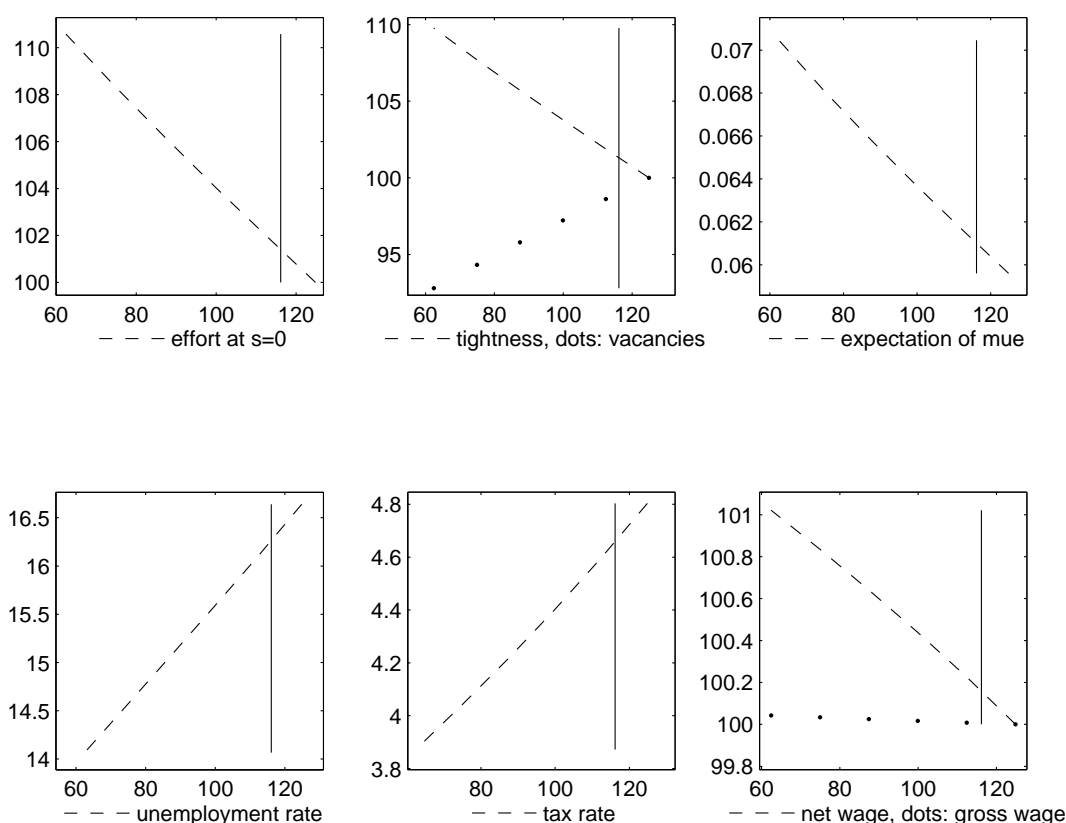 110
108
106
104
102
100
60 80 100 120
effort at s=0
110
105
100
95
60 80 100 120
tightness, dots: vacancies
0.07
0.068
0.066
0.064
0.062
0.06
60 80 100 120
expectation of mue
16.5
16
15.5
15
14.5
14
60 80 100 120
unemployment rate
4.8
4.6
4.4
4.2
4
3.8
60 80 100 120
tax rate
101
100.8
100.6
100.4
100.2
100
99.8
60 80 100 120
net wage, dots: gross wage